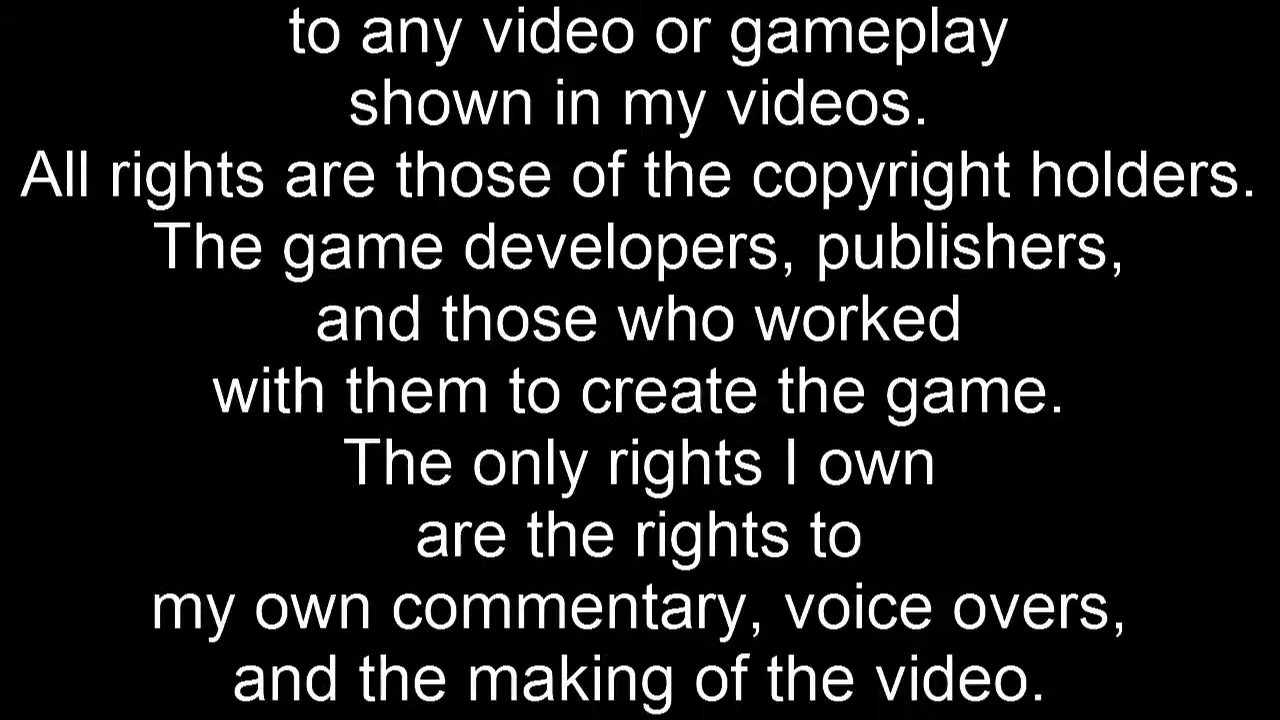 to any video or gameplay
shown in my videos.
All rights are those of the copyright holders.
The game developers, publishers,
and those who worked
with them to create the game.
The only rights I own
are the rights to
my own commentary, voice overs,
and the making of the video.